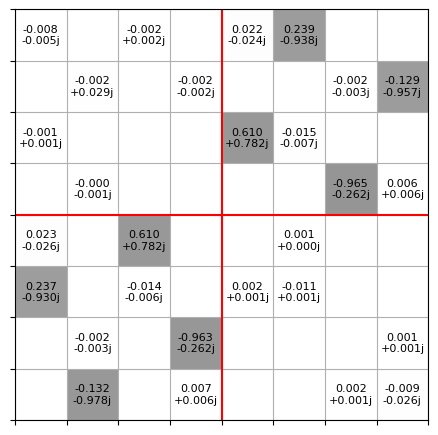 -0.008 -0.002 0.022 0.239
-0.005j +0.002j -0.024j -0.938j
-0.002 -0.002 -0.002 -0.129
+0.029j -0.002j -0.003j -0.957j
-0.001 0.610 -0.015
+0.001j +0.782j -0.007j
-0.000 -0.965 0.006
-0.001j -0.262j +0.006j
0.023 0.610 0.001
-0.026j +0.782j +0.000j
0.237 -0.014 0.002 -0.011
-0.930j -0.006j +0.001j +0.001j
-0.002 -0.963 0.001
-0.003j -0.262j +0.001j
-0.132 0.007 0.002 -0.009
-0.978j +0.006j +0.001j -0.026j